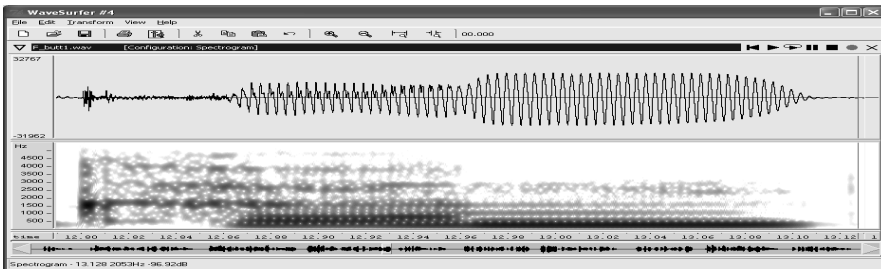 WaveSurfer #4
File Edit Transform View Help
00.000
F_butt1.wav [Configuration: Spectrogram]
32767
-31962
Hz
4500
4000
3500
3000
2500
2000
1500
1000
500
time 12.80 12.82 12.84 12.86 12.88 12.90 12.92 12.94 12.96 12.98 13.00 13.02 13.04 13.06 13.08 13.10 13.12
Spectrogram - 13.128 2053Hz -96.92dB